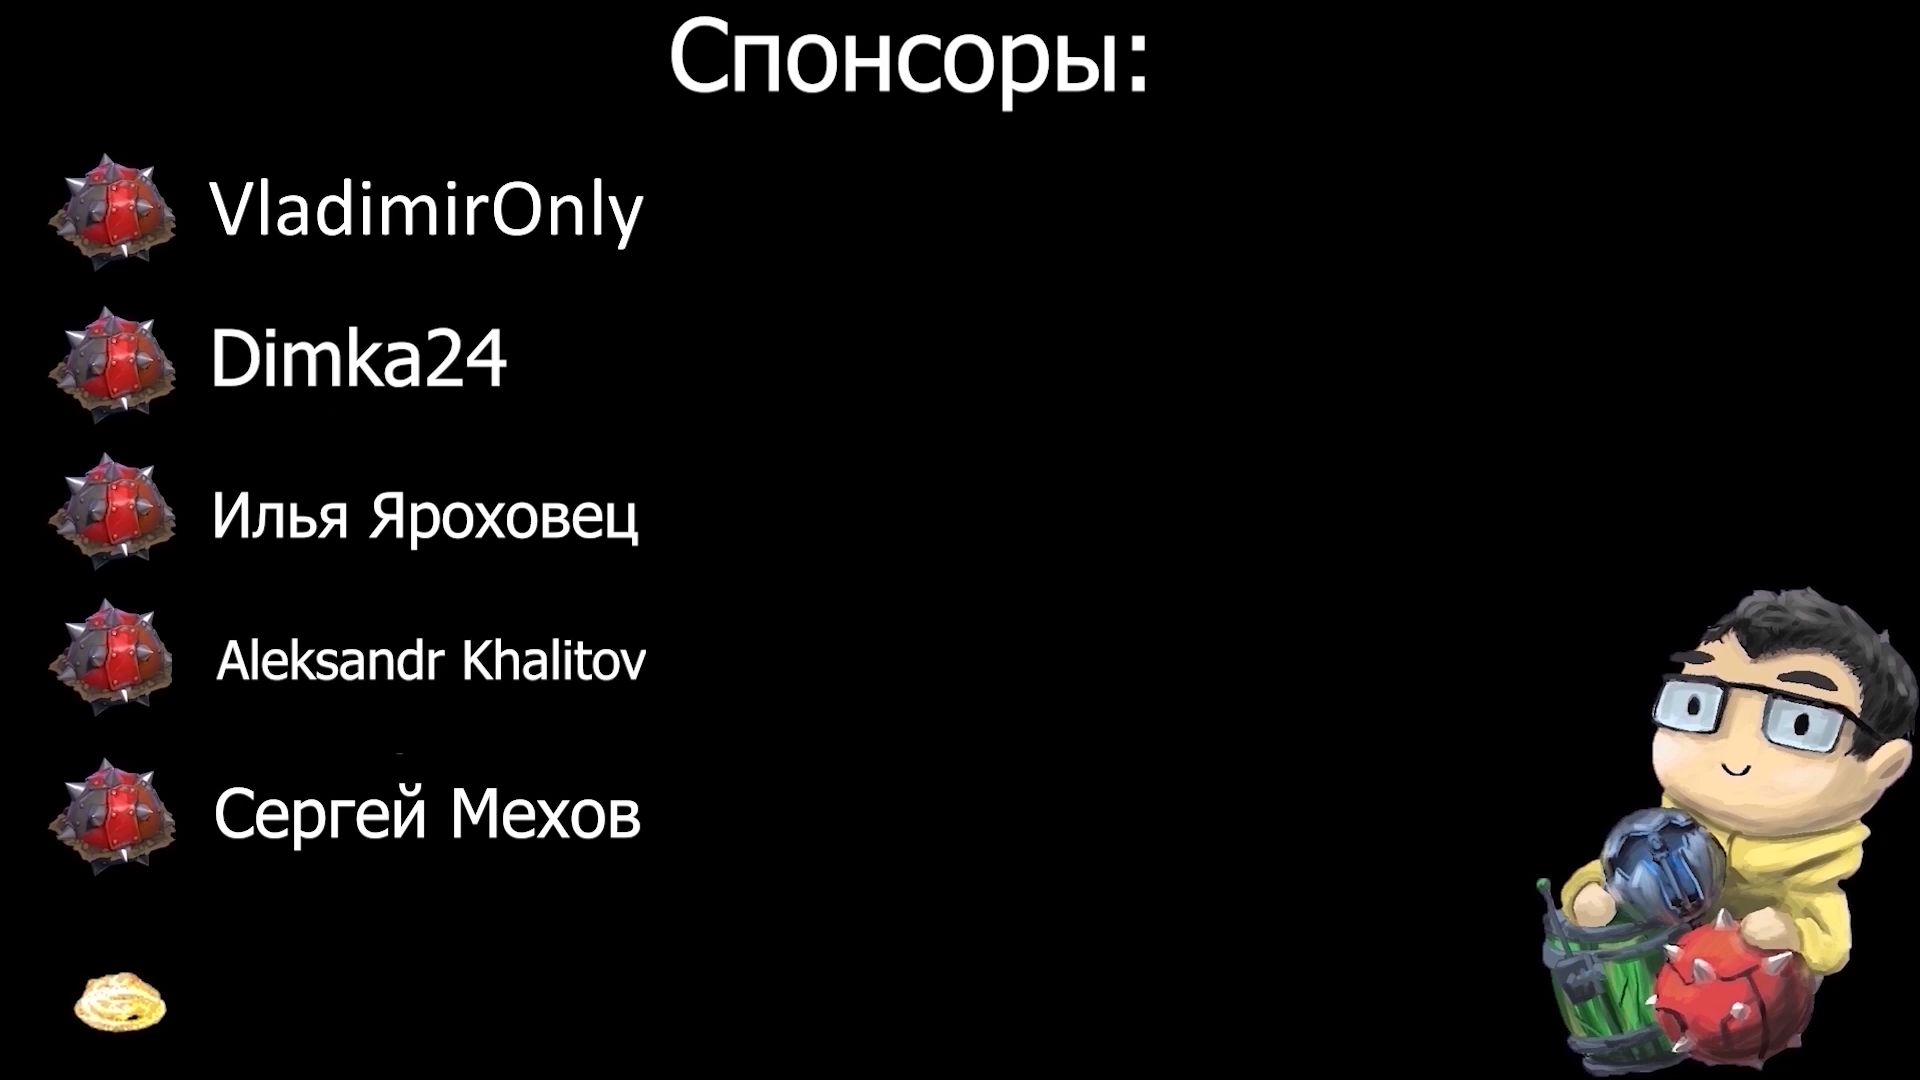 Спонсоры:
VladimirOnly
Dimka24
Илья Яроховец
Aleksandr Khalitov
Сергей Мехов